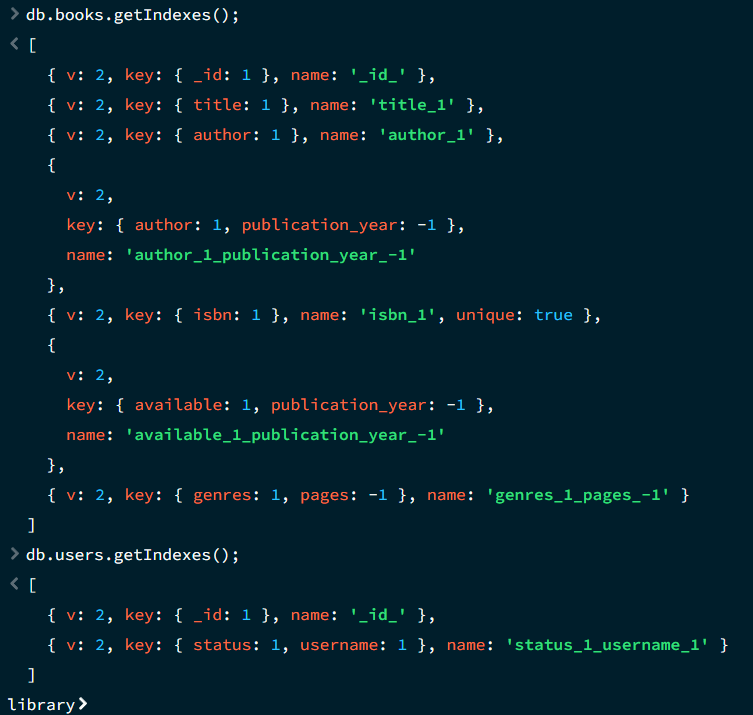 > db.books.getIndexes();
< [
    { v: 2, key: { _id: 1 }, name: '_id_' },
    { v: 2, key: { title: 1 }, name: 'title_1' },
    { v: 2, key: { author: 1 }, name: 'author_1' },
    {
      v: 2,
      key: { author: 1, publication_year: -1 },
      name: 'author_1_publication_year_-1'
    },
    { v: 2, key: { isbn: 1 }, name: 'isbn_1', unique: true },
    {
      v: 2,
      key: { available: 1, publication_year: -1 },
      name: 'available_1_publication_year_-1'
    },
    { v: 2, key: { genres: 1, pages: -1 }, name: 'genres_1_pages_-1' }
  ]
> db.users.getIndexes();
< [
    { v: 2, key: { _id: 1 }, name: '_id_' },
    { v: 2, key: { status: 1, username: 1 }, name: 'status_1_username_1' }
  ]
library>